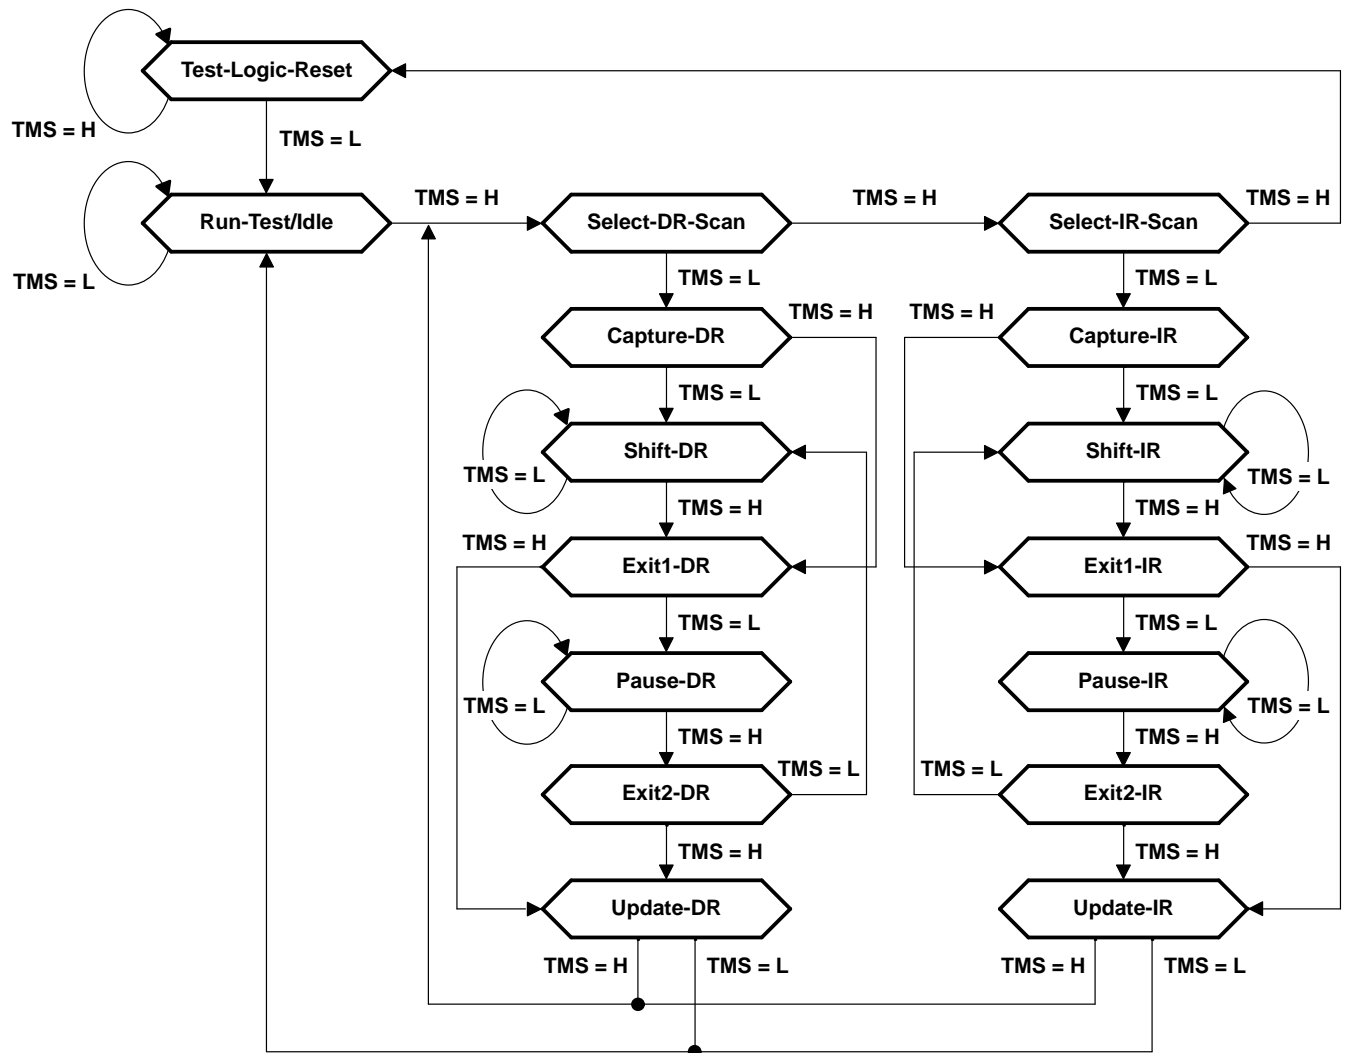 Test-Logic-Reset
TMS = H
TMS = L
TMS = H
TMS = H
TMS = H
Run-Test/Idle
Select-DR-Scan
Select-IR-Scan
TMS = L
TMS = L
TMS = L
TMS = H
TMS = H
Capture-DR
Capture-IR
TMS = L
TMS = L
Shift-DR
Shift-IR
TMS = L
TMS = L
TMS = H
TMS = H
TMS = H
TMS = H
Exit1-DR
Exit1-IR
TMS = L
TMS = L
Pause-DR
Pause-IR
TMS = L
TMS = L
TMS = H
TMS = H
TMS = L
TMS = L
Exit2-DR
Exit2-IR
TMS = H
TMS = H
Update-DR
Update-IR
TMS = H
TMS = L
TMS = H
TMS = L